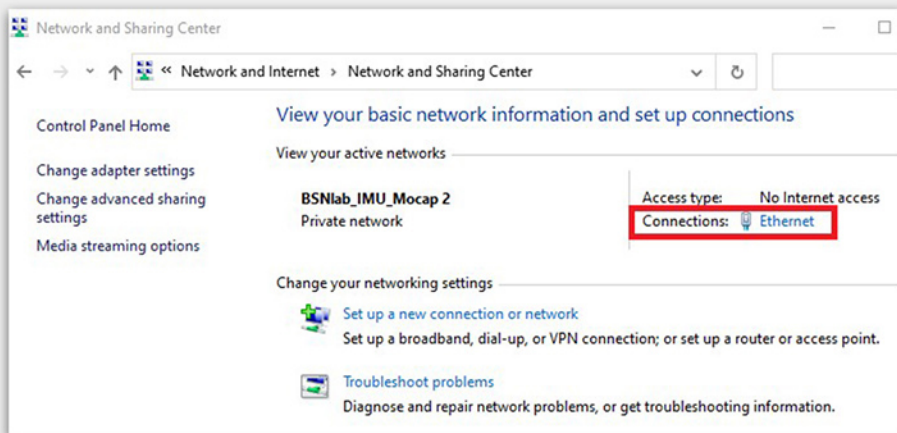 Network and Sharing Center
« Network and Internet › Network and Sharing Center
Control Panel Home
Change adapter settings
Change advanced sharing
settings
Media streaming options
View your basic network information and set up connections
View your active networks
BSNlab_IMU_Mocap 2
Private network
Access type: No Internet access
Connections: Ethernet
Change your networking settings
Set up a new connection or network
Set up a broadband, dial-up, or VPN connection; or set up a router or access point.
Troubleshoot problems
Diagnose and repair network problems, or get troubleshooting information.